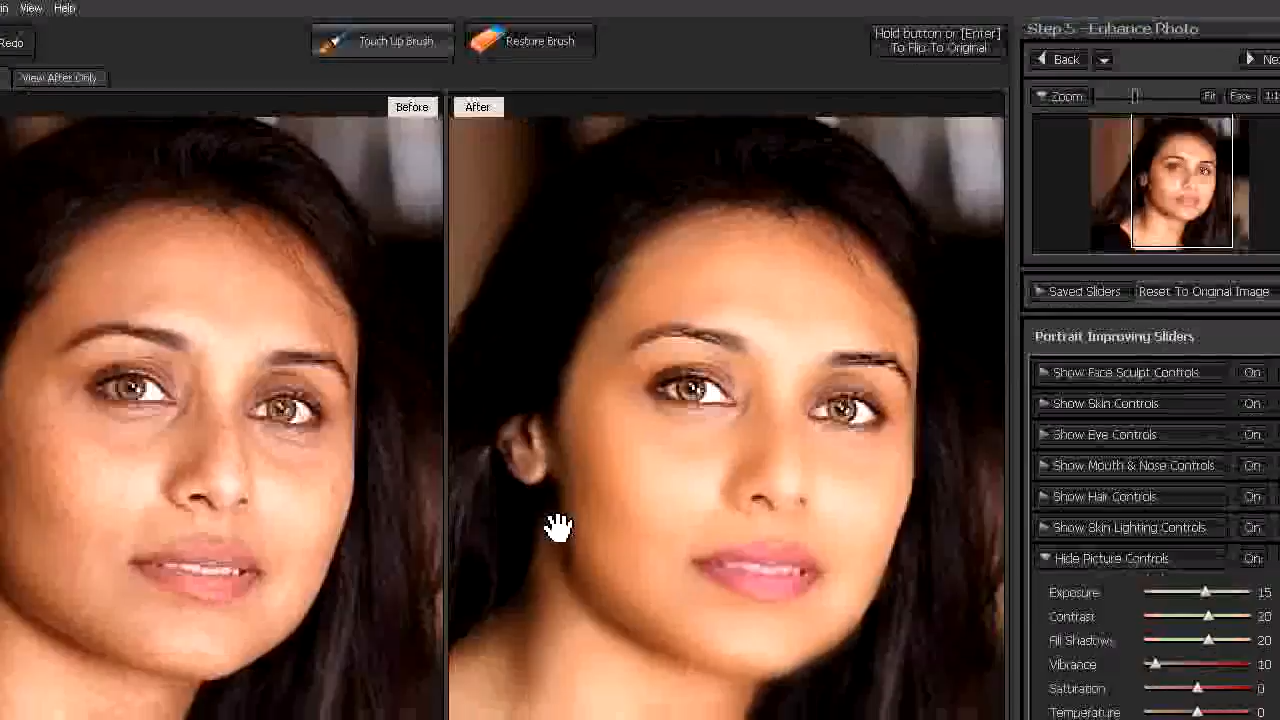 View Help
Redo
Touch Up Brush
Restore Brush
Hold button or [Enter]
To Flip To Original
Step 5 - Enhance Photo
Back
View After Only
Zoom
Fit
Face
1:1
Before
After
Saved Sliders
Reset To Original Image
Portrait Improving Sliders
Show Face Sculpt Controls On
Show Skin Controls On
Show Eye Controls On
Show Mouth & Nose Controls On
Show Hair Controls On
Show Skin Lighting Controls On
Hide Picture Controls On
Exposure 15
Contrast 20
Fill Shadows 20
Vibrance 10
Saturation 0
Temperature 0